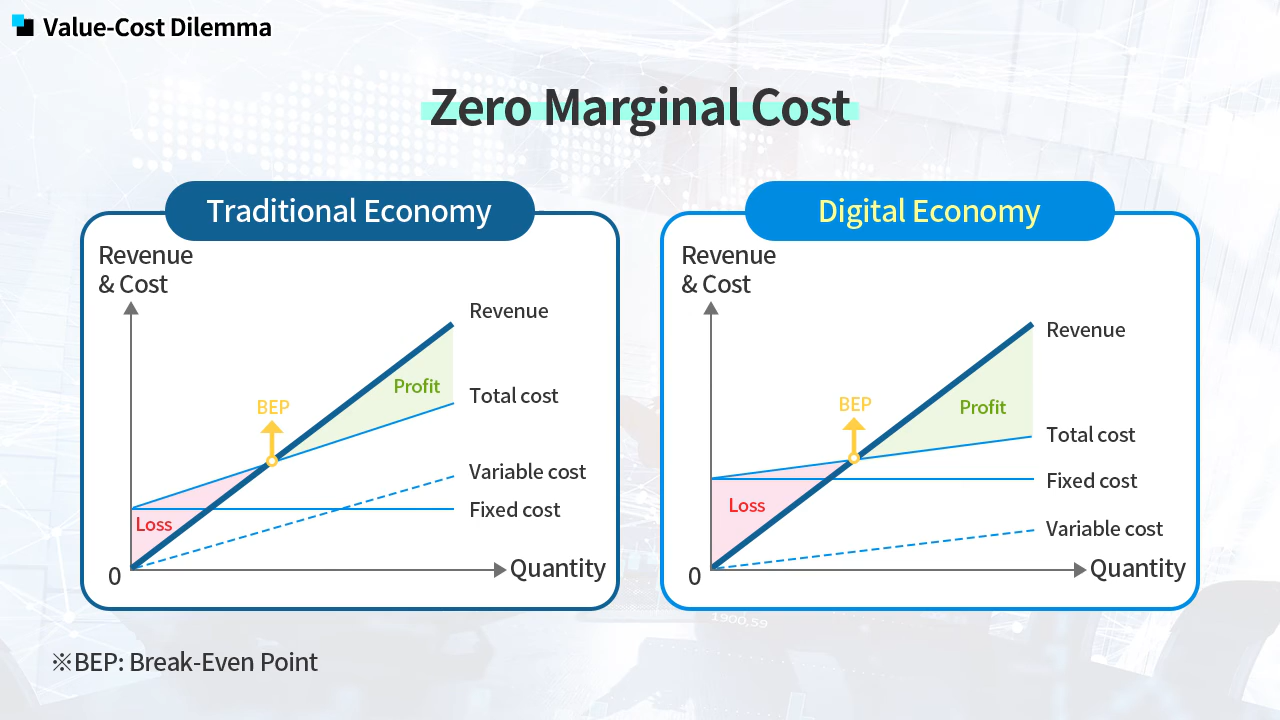 Value-Cost Dilemma
Zero Marginal Cost
Traditional Economy
Revenue
& Cost
Revenue
Total cost
Variable cost
Fixed cost
Profit
BEP
Loss
0
Quantity
Digital Economy
Revenue
& Cost
Revenue
Total cost
Fixed cost
Variable cost
Profit
BEP
Loss
0
Quantity
1900,59
※BEP: Break-Even Point